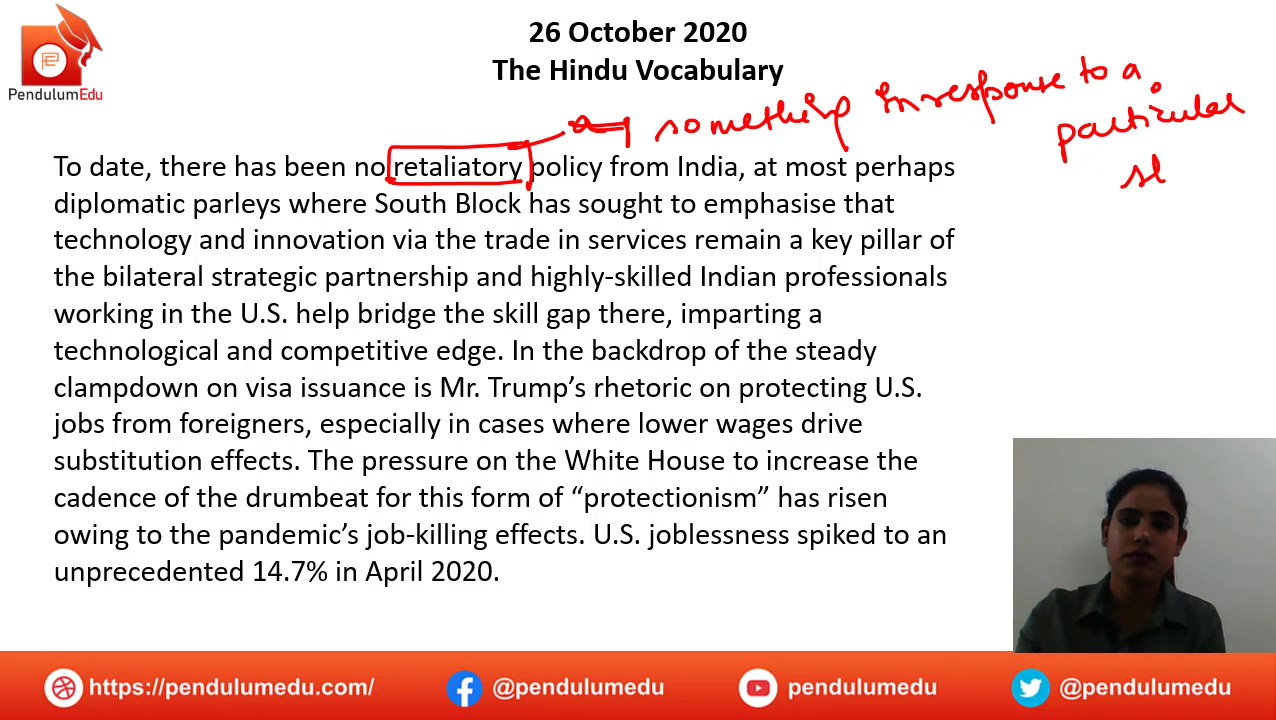 26 October 2020
The Hindu Vocabulary
PendulumEdu
something in response to a
particular
To date, there has been no retaliatory policy from India, at most perhaps
diplomatic parleys where South Block has sought to emphasise that
technology and innovation via the trade in services remain a key pillar of
the bilateral strategic partnership and highly-skilled Indian professionals
working in the U.S. help bridge the skill gap there, imparting a
technological and competitive edge. In the backdrop of the steady
clampdown on visa issuance is Mr. Trump’s rhetoric on protecting U.S.
jobs from foreigners, especially in cases where lower wages drive
substitution effects. The pressure on the White House to increase the
cadence of the drumbeat for this form of “protectionism” has risen
owing to the pandemic’s job-killing effects. U.S. joblessness spiked to an
unprecedented 14.7% in April 2020.
https://pendulumedu.com/ @pendulumedu pendulumedu @pendulumedu